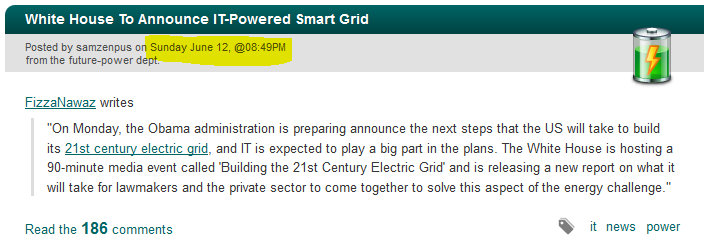 White House To Announce IT-Powered Smart Grid
Posted by samzenpus on Sunday June 12, @08:49PM
from the future-power dept.
FizzaNawaz writes
"On Monday, the Obama administration is preparing announce the next steps that the US will take to build
its 21st century electric grid, and IT is expected to play a big part in the plans. The White House is hosting a
90-minute media event called 'Building the 21st Century Electric Grid' and is releasing a new report on what it
will take for lawmakers and the private sector to come together to solve this aspect of the energy challenge."
Read the 186 comments
it news power